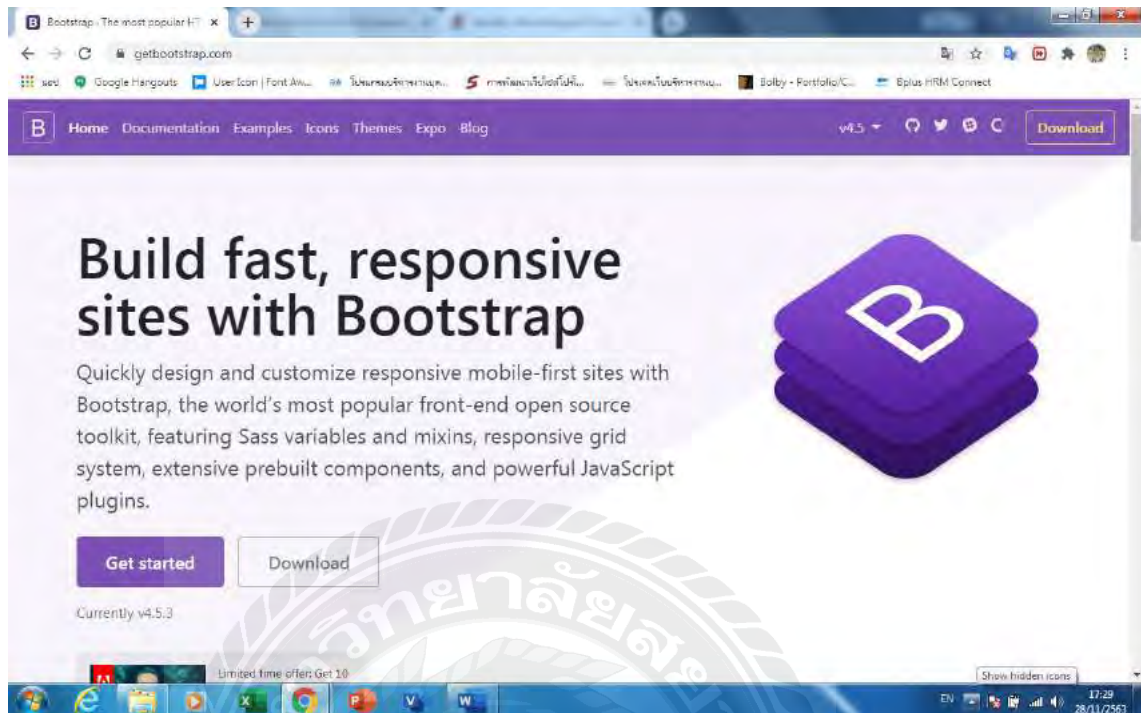 Bootstrap · The most popular HT
getbootstrap.com
Google Hangouts
User Icon | Font Aw...
Bolby - Portfolio/C...
Bplus HRM Connect
B Home Documentation Examples Icons Themes Expo Blog
v4.5
Download
Build fast, responsive
sites with Bootstrap
B
Quickly design and customize responsive mobile-first sites with
Bootstrap, the world's most popular front-end open source
toolkit, featuring Sass variables and mixins, responsive grid
system, extensive prebuilt components, and powerful JavaScript
plugins.
Get started
Download
Currently v4.5.3
Limited time offer: Get 10
Show hidden icons
EN
17:29
28/11/2563